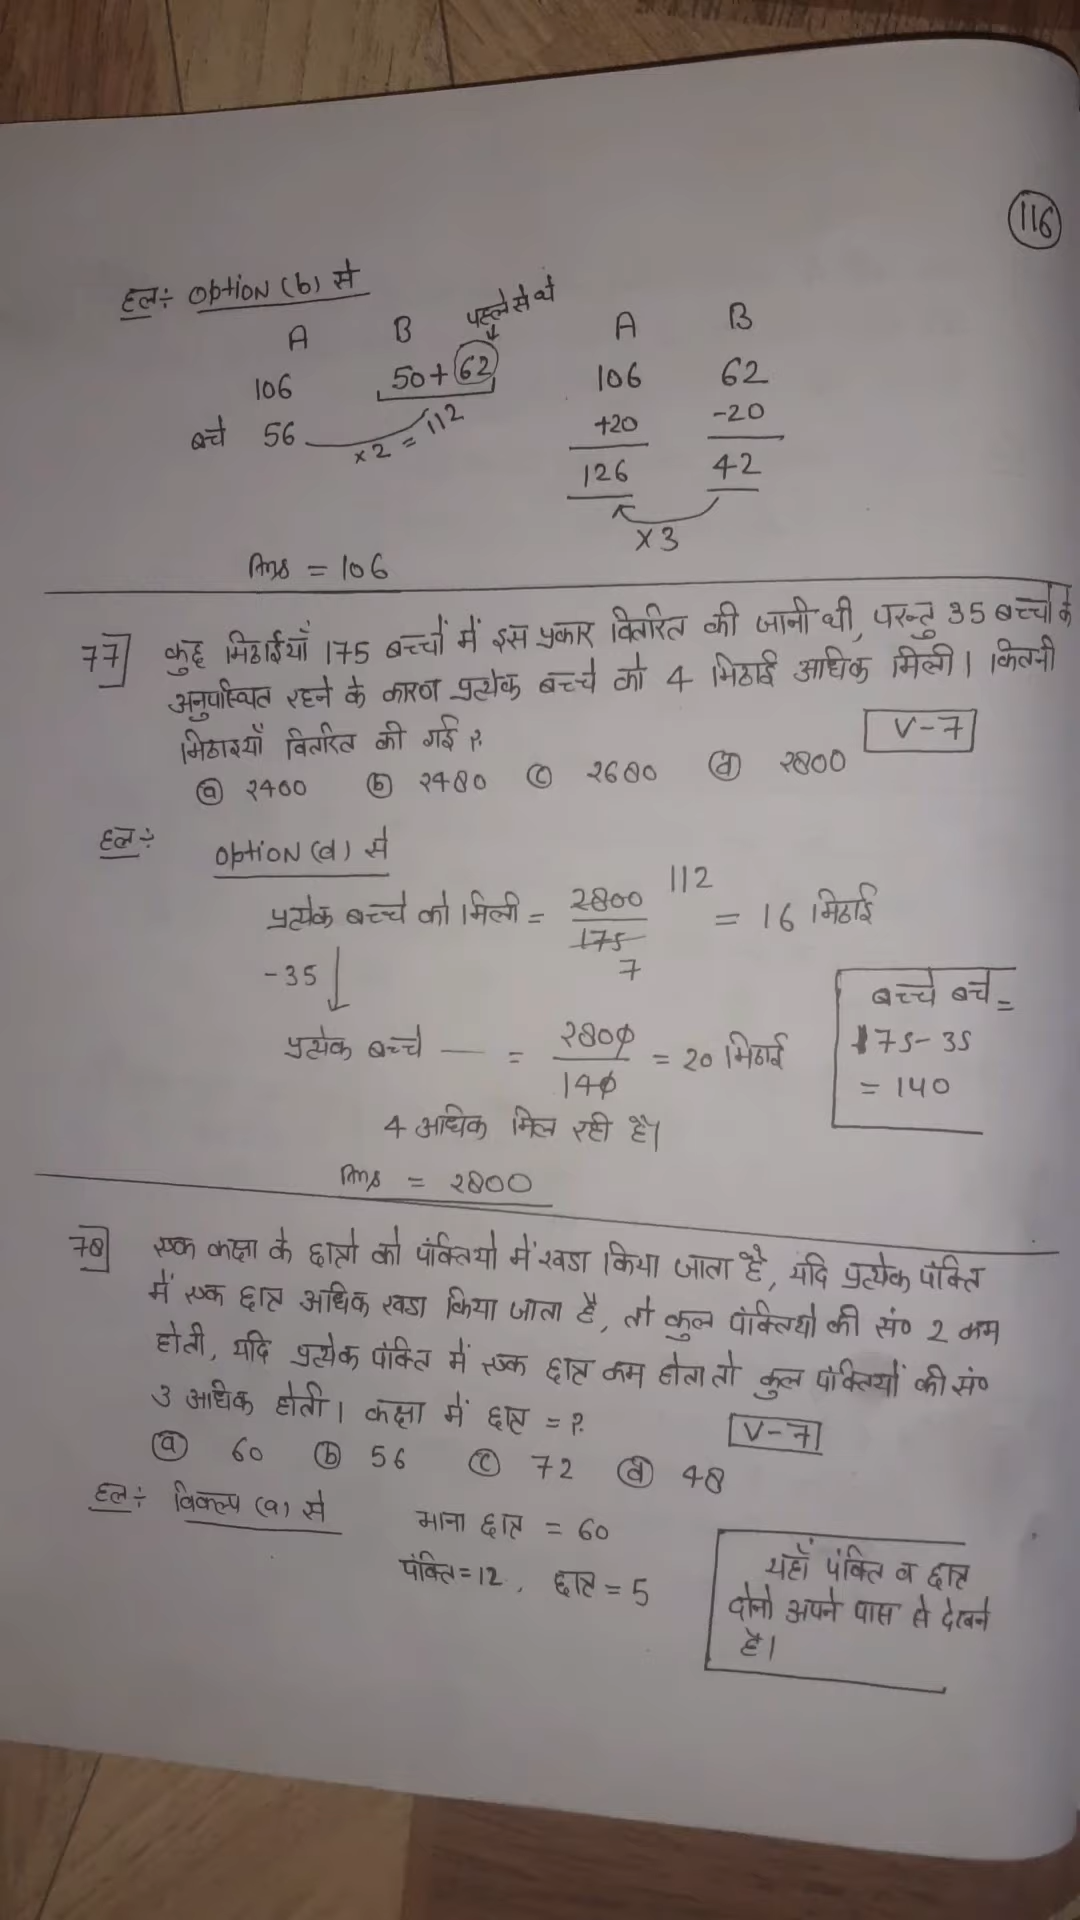 116
हल÷ option (b) से
A B पहले से थे A B
106 50+62 106 62
बचे 56 ×2 = 112 +20 -20
126 42
×3
Ans = 106
77] कुछ मिठाईयाँ 175 बच्चों में इस प्रकार वितरित की जानी थी, परन्तु 35 बच्चो के
अनुपस्थित रहने के कारण प्रत्येक बच्चे को 4 मिठाई अधिक मिली। कितनी
मिठाइयाँ वितरित की गई ?
V-7
(a) 2400 (b) 2480 (c) 2680 (d) 2800
हल÷ option (d) से
प्रत्येक बच्चे को मिली = 2800/175 112 7 = 16 मिठाई
-35
बच्चे बचे =
175-35
= 140
प्रत्येक बच्चे — = 2800/140 = 20 मिठाई
4 अधिक मिल रही है।
Ans = 2800
78] एक कक्षा के छात्रो को पंक्तियो में खडा किया जाता है, यदि प्रत्येक पंक्ति
में एक छात्र अधिक खडा किया जाता है, तो कुल पंक्तियो की सं० 2 कम
होती, यदि प्रत्येक पंक्ति में एक छात्र कम होता तो कुल पंक्तियों की सं०
3 अधिक होती। कक्षा में छात्र = ?
V-7
(a) 60 (b) 56 (c) 72 (d) 48
हल÷ विकल्प (a) से
माना छात्र = 60
पंक्ति = 12, छात्र = 5
यहाँ पंक्ति व छात्र
दोनो अपने पास से देखने
है।